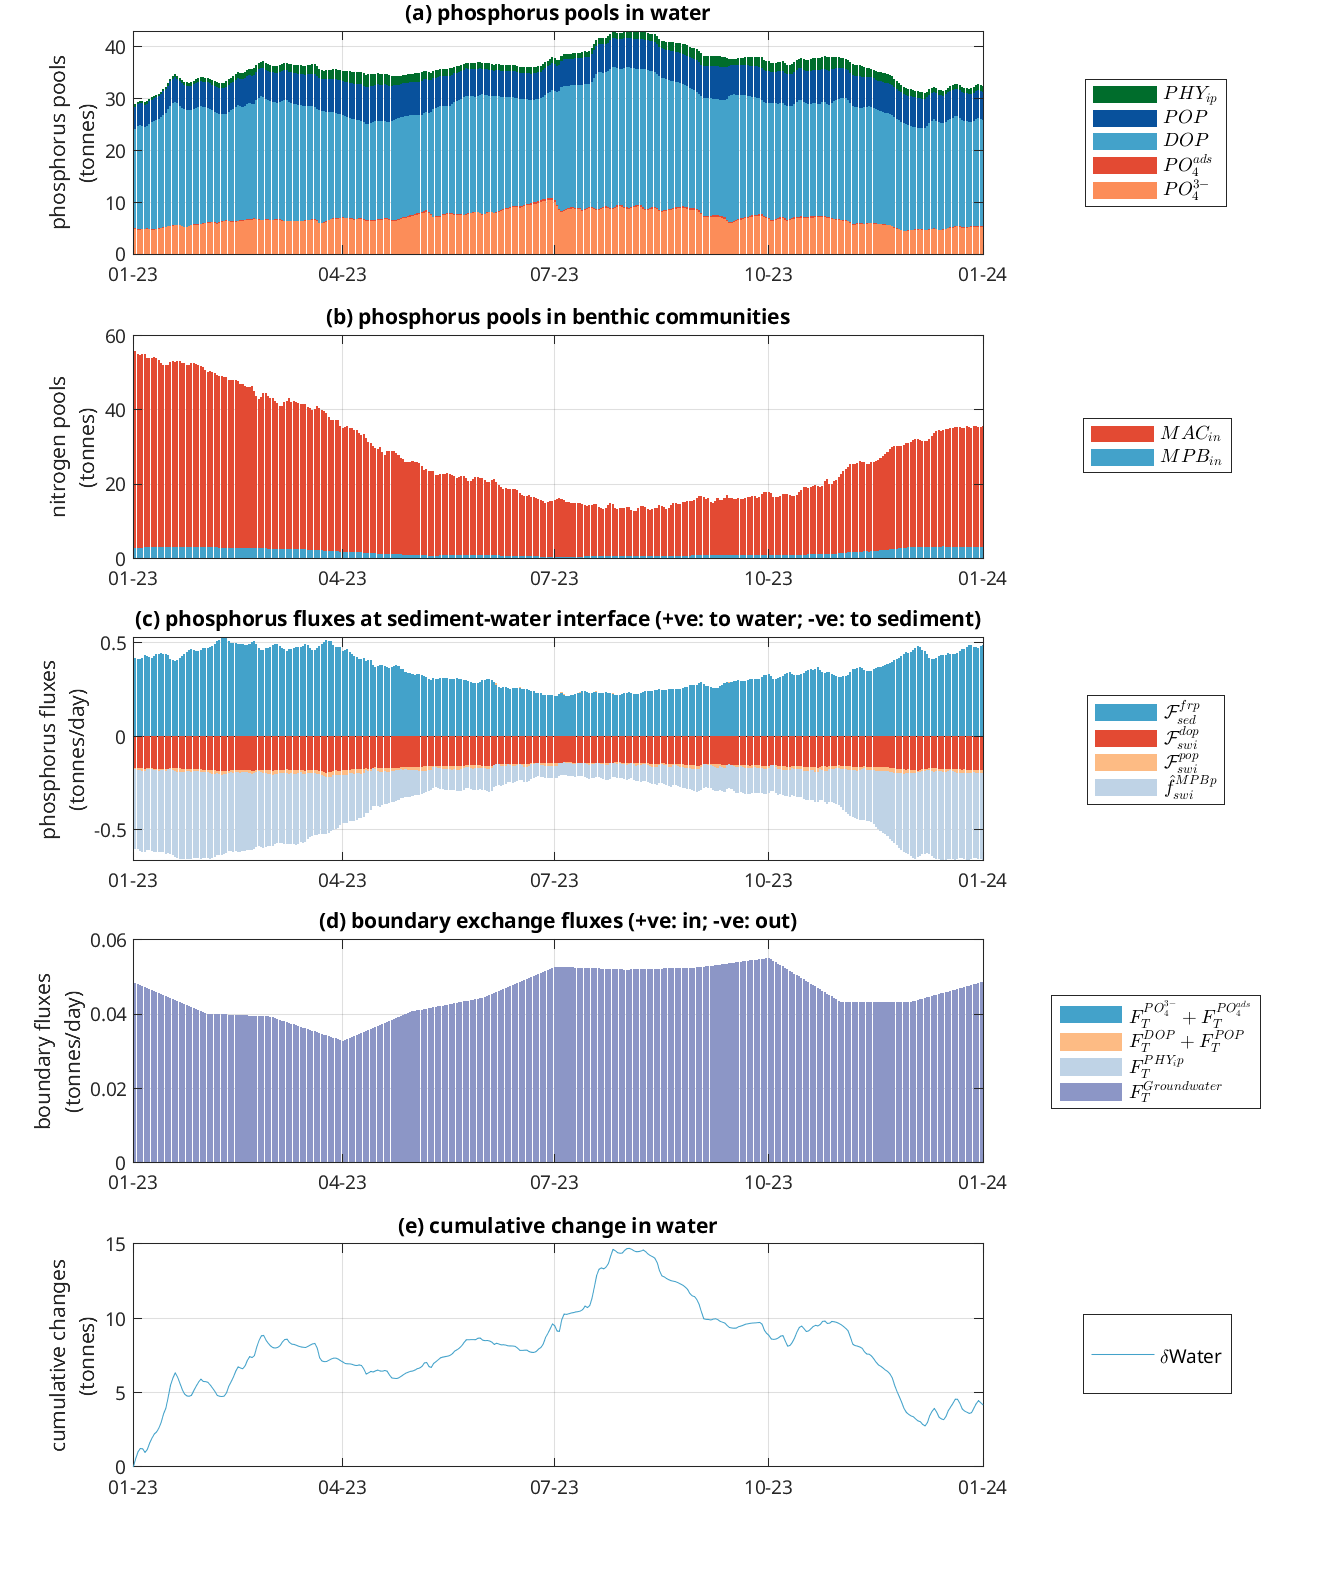 (a) phosphorus pools in water
phosphorus pools
(tonnes)
40
30
20
10
0
01-23 04-23 07-23 10-23 01-24
PHY_ip
POP
DOP
PO_4^ads
PO_4^3−
(b) phosphorus pools in benthic communities
nitrogen pools
(tonnes)
60
40
20
0
01-23 04-23 07-23 10-23 01-24
MAC_in
MPB_in
(c) phosphorus fluxes at sediment-water interface (+ve: to water; -ve: to sediment)
phosphorus fluxes
(tonnes/day)
0.5
0
-0.5
01-23 04-23 07-23 10-23 01-24
ℱ_sed^frp
ℱ_swi^dop
ℱ_swi^pop
f̂_swi^MPBp
(d) boundary exchange fluxes (+ve: in; -ve: out)
boundary fluxes
(tonnes/day)
0.06
0.04
0.02
0
01-23 04-23 07-23 10-23 01-24
F_T^{PO_4^3−} + F_T^{PO_4^ads}
F_T^DOP + F_T^POP
F_T^{PHY_ip}
F_T^Groundwater
(e) cumulative change in water
cumulative changes
(tonnes)
15
10
5
0
01-23 04-23 07-23 10-23 01-24
δWater